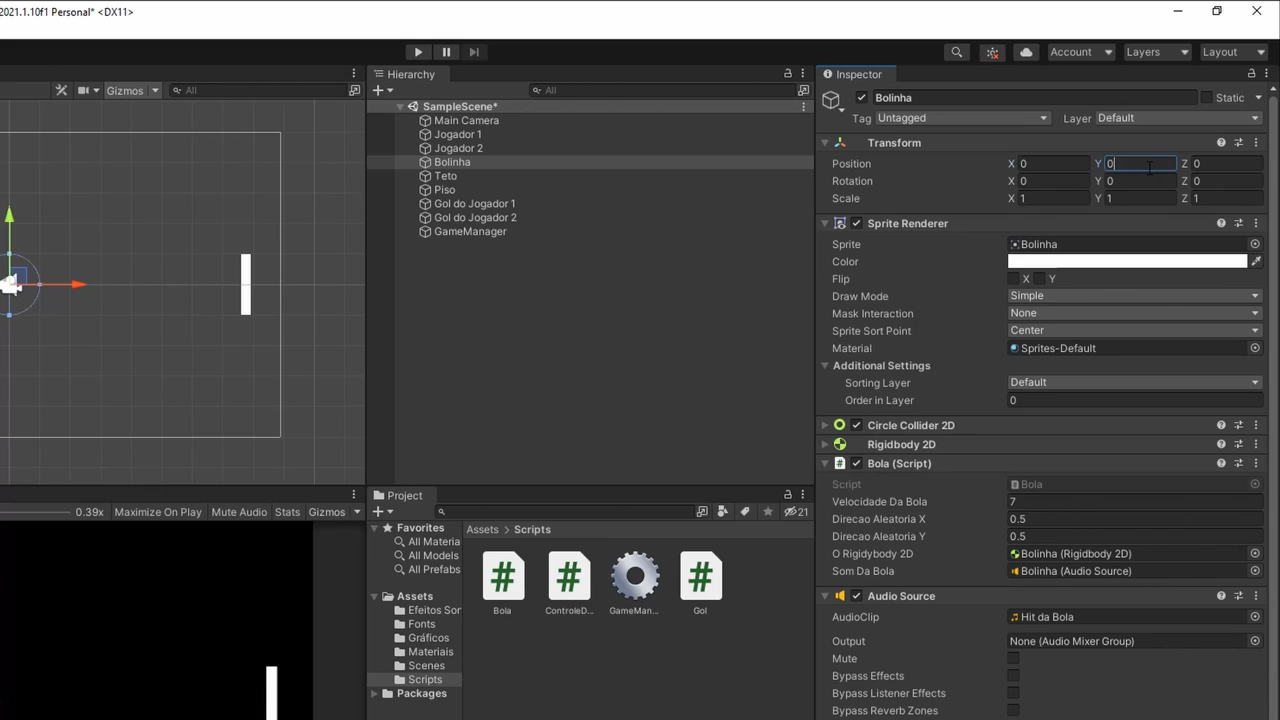 2021.1.10f1 Personal* <DX11>
Account
Layers
Layout
Gizmos
All
Hierarchy
All
SampleScene*
Main Camera
Jogador 1
Jogador 2
Bolinha
Teto
Piso
Gol do Jogador 1
Gol do Jogador 2
GameManager
0.39x
Maximize On Play
Mute Audio
Stats
Gizmos
Project
21
Favorites
All Materia
All Models
All Prefabs
Assets
Efeitos Sor
Fonts
Gráficos
Materiais
Scenes
Scripts
Packages
Assets > Scripts
Bola
ControleD...
GameMan...
Gol
Inspector
Bolinha
Static
Tag Untagged
Layer Default
Transform
Position X 0 Y 0 Z 0
Rotation X 0 Y 0 Z 0
Scale X 1 Y 1 Z 1
Sprite Renderer
Sprite Bolinha
Color
Flip X Y
Draw Mode Simple
Mask Interaction None
Sprite Sort Point Center
Material Sprites-Default
Additional Settings
Sorting Layer Default
Order in Layer 0
Circle Collider 2D
Rigidbody 2D
# Bola (Script)
Script Bola
Velocidade Da Bola 7
Direcao Aleatoria X 0.5
Direcao Aleatoria Y 0.5
O Rigidybody 2D Bolinha (Rigidbody 2D)
Som Da Bola Bolinha (Audio Source)
Audio Source
AudioClip Hit da Bola
Output None (Audio Mixer Group)
Mute
Bypass Effects
Bypass Listener Effects
Bypass Reverb Zones